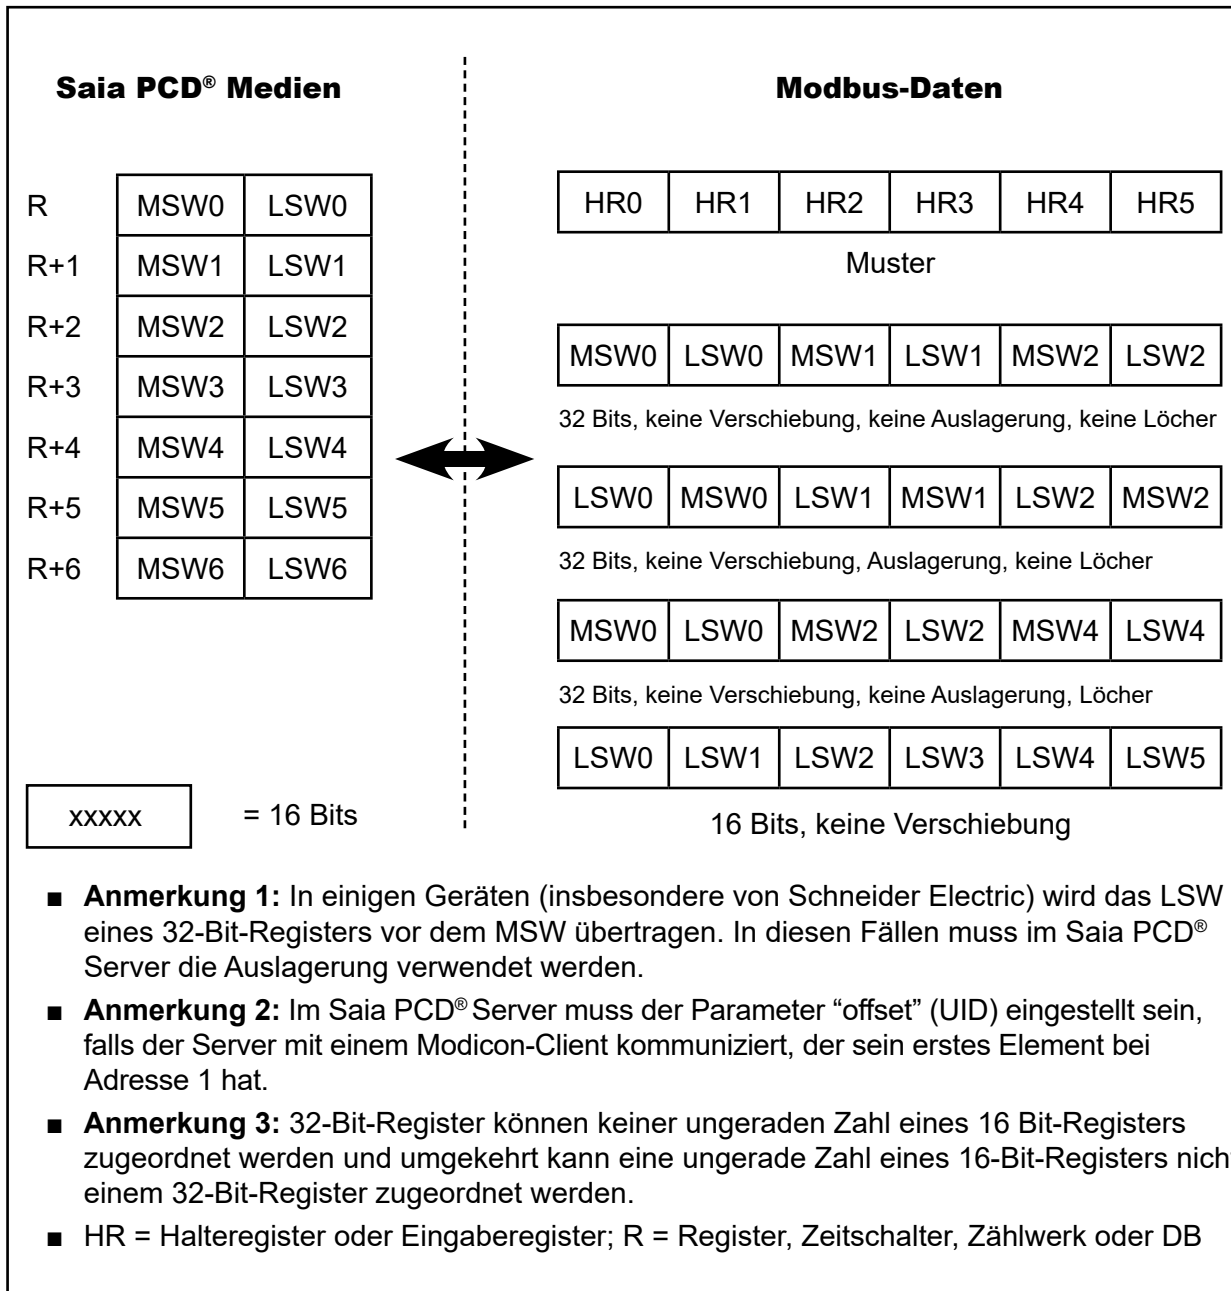 Saia PCD® Medien
Modbus-Daten
R MSW0 LSW0
R+1 MSW1 LSW1
R+2 MSW2 LSW2
R+3 MSW3 LSW3
R+4 MSW4 LSW4
R+5 MSW5 LSW5
R+6 MSW6 LSW6
xxxxx = 16 Bits
HR0 HR1 HR2 HR3 HR4 HR5
Muster
MSW0 LSW0 MSW1 LSW1 MSW2 LSW2
32 Bits, keine Verschiebung, keine Auslagerung, keine Löcher
LSW0 MSW0 LSW1 MSW1 LSW2 MSW2
32 Bits, keine Verschiebung, Auslagerung, keine Löcher
MSW0 LSW0 MSW2 LSW2 MSW4 LSW4
32 Bits, keine Verschiebung, keine Auslagerung, Löcher
LSW0 LSW1 LSW2 LSW3 LSW4 LSW5
16 Bits, keine Verschiebung
■ Anmerkung 1: In einigen Geräten (insbesondere von Schneider Electric) wird das LSW
eines 32-Bit-Registers vor dem MSW übertragen. In diesen Fällen muss im Saia PCD®
Server die Auslagerung verwendet werden.
■ Anmerkung 2: Im Saia PCD® Server muss der Parameter “offset” (UID) eingestellt sein,
falls der Server mit einem Modicon-Client kommuniziert, der sein erstes Element bei
Adresse 1 hat.
■ Anmerkung 3: 32-Bit-Register können keiner ungeraden Zahl eines 16 Bit-Registers
zugeordnet werden und umgekehrt kann eine ungerade Zahl eines 16-Bit-Registers nich
einem 32-Bit-Register zugeordnet werden.
■ HR = Halteregister oder Eingaberegister; R = Register, Zeitschalter, Zählwerk oder DB